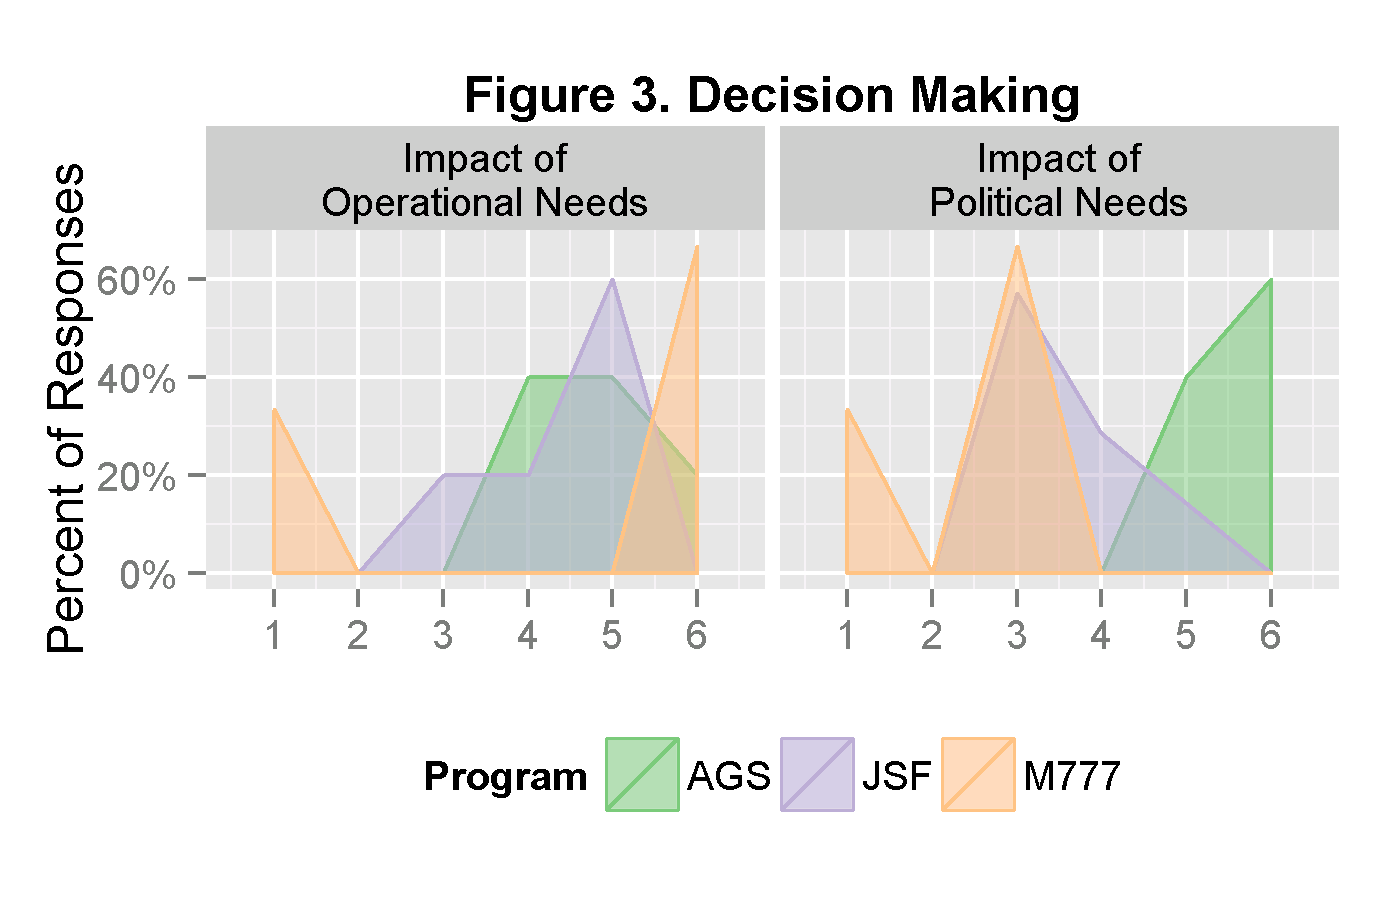 Figure 3. Decision Making
Impact of
Operational Needs
Impact of
Political Needs
Percent of Responses
60%
40%
20%
0%
1 2 3 4 5 6
1 2 3 4 5 6
Program AGS JSF M777